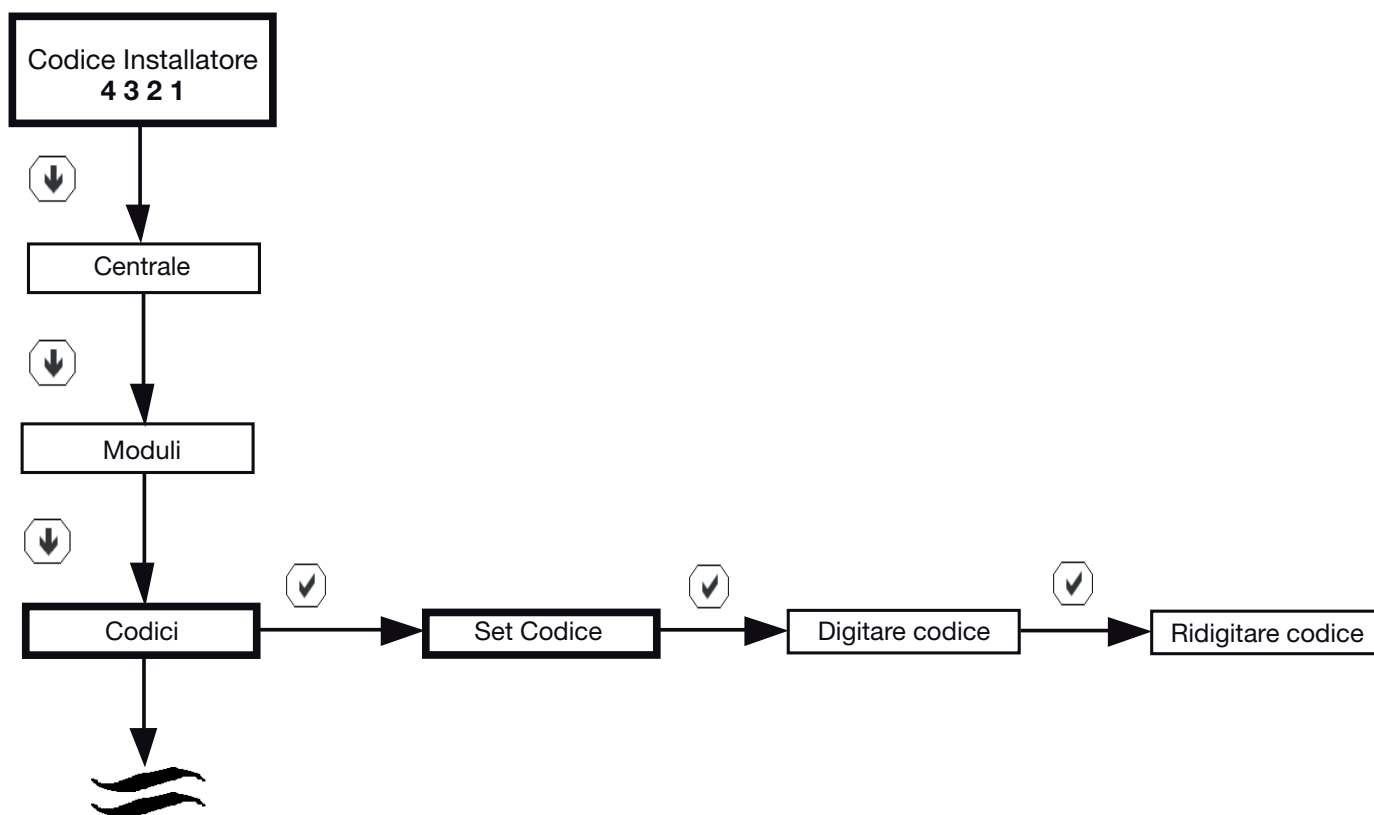 Codice Installatore
4 3 2 1
Centrale
Moduli
Codici
Set Codice
Digitare codice
Ridigitare codice